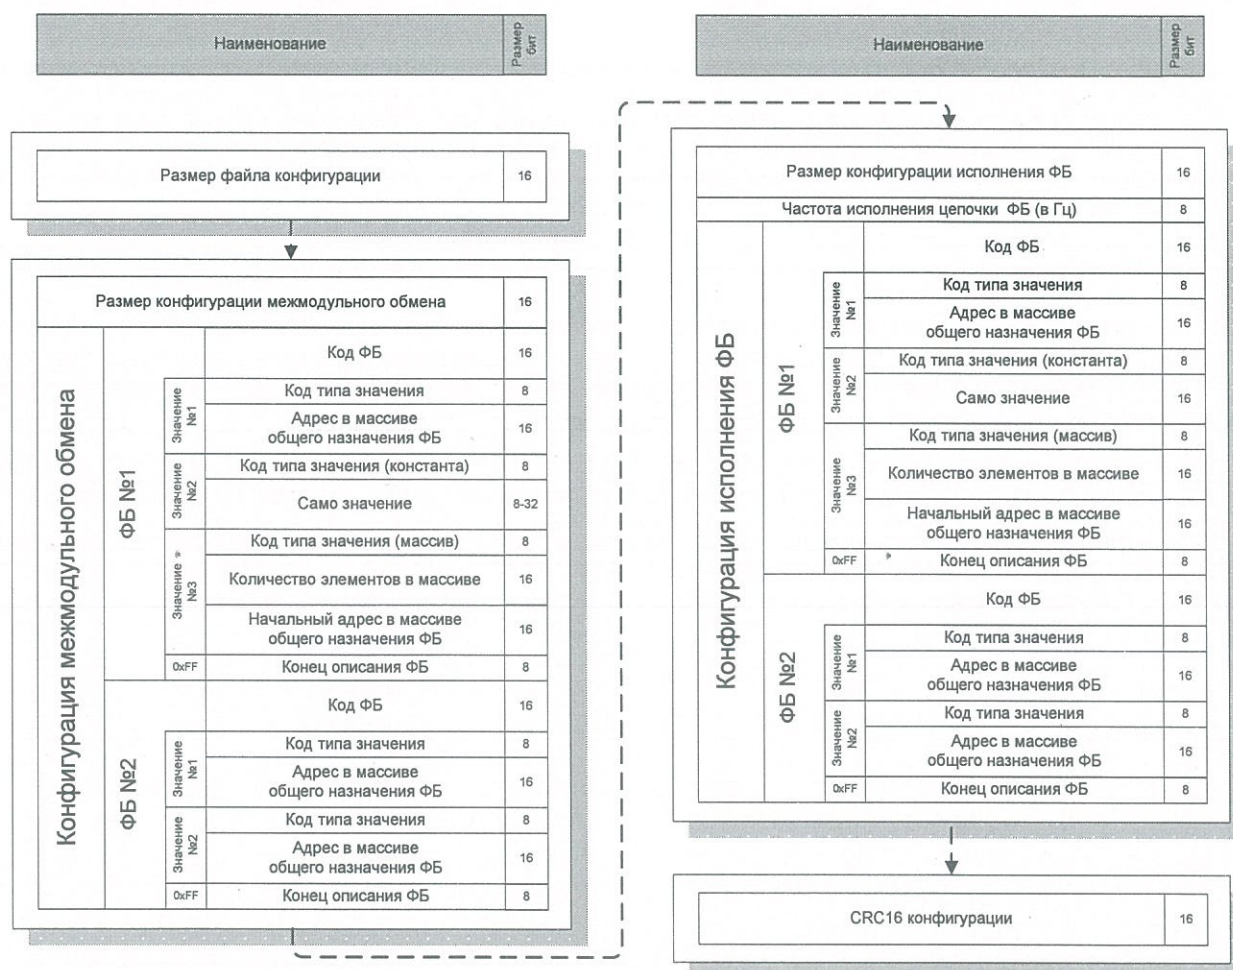 Наименование
Размер бит
Размер файла конфигурации
16
Размер конфигурации межмодульного обмена
16
Конфигурация межмодульного обмена
ФБ №1
Код ФБ
16
Значение №1
Код типа значения
8
Адрес в массиве
общего назначения ФБ
16
Значение №2
Код типа значения (константа)
8
Само значение
8-32
Значение №3
Код типа значения (массив)
8
Количество элементов в массиве
16
Начальный адрес в массиве
общего назначения ФБ
16
0xFF
Конец описания ФБ
8
ФБ №2
Код ФБ
16
Значение №1
Код типа значения
8
Адрес в массиве
общего назначения ФБ
16
Значение №2
Код типа значения
8
Адрес в массиве
общего назначения ФБ
16
0xFF
Конец описания ФБ
8
Наименование
Размер бит
Размер конфигурации исполнения ФБ
16
Частота исполнения цепочки ФБ (в Гц)
8
Конфигурация исполнения ФБ
ФБ №1
Код ФБ
16
Значение №1
Код типа значения
8
Адрес в массиве
общего назначения ФБ
16
Значение №2
Код типа значения (константа)
8
Само значение
16
Значение №3
Код типа значения (массив)
8
Количество элементов в массиве
16
Начальный адрес в массиве
общего назначения ФБ
16
0xFF
Конец описания ФБ
8
ФБ №2
Код ФБ
16
Значение №1
Код типа значения
8
Адрес в массиве
общего назначения ФБ
16
Значение №2
Код типа значения
8
Адрес в массиве
общего назначения ФБ
16
0xFF
Конец описания ФБ
8
CRC16 конфигурации
16